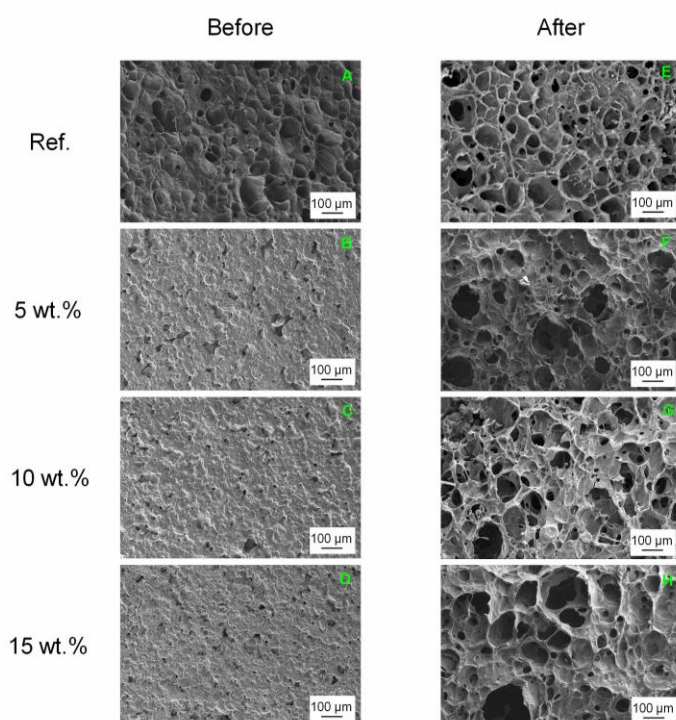 Before After
Ref.
A
100 µm
E
100 µm
5 wt.%
B
100 µm
F
100 µm
10 wt.%
C
100 µm
G
100 µm
15 wt.%
D
100 µm
H
100 µm